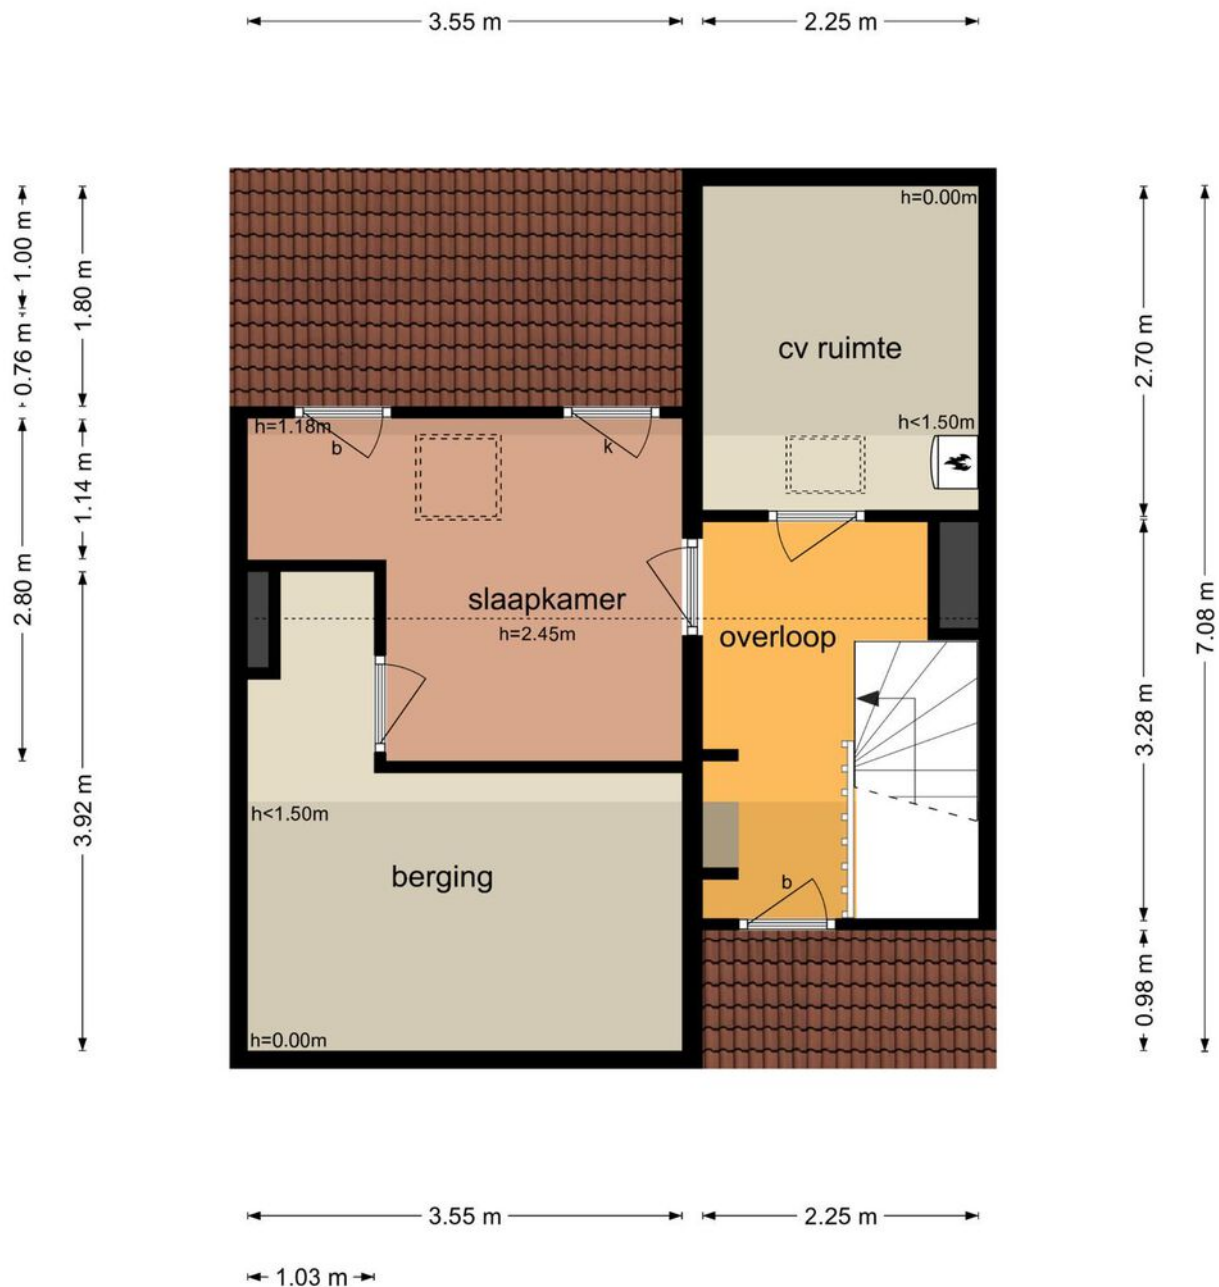 3.55 m
2.25 m
1.00 m
0.76 m
1.80 m
1.14 m
2.80 m
3.92 m
h=0.00m
cv ruimte
h<1.50m
h=1.18m
b
k
slaapkamer
h=2.45m
overloop
h<1.50m
berging
b
h=0.00m
2.70 m
3.28 m
0.98 m
7.08 m
3.55 m
2.25 m
1.03 m